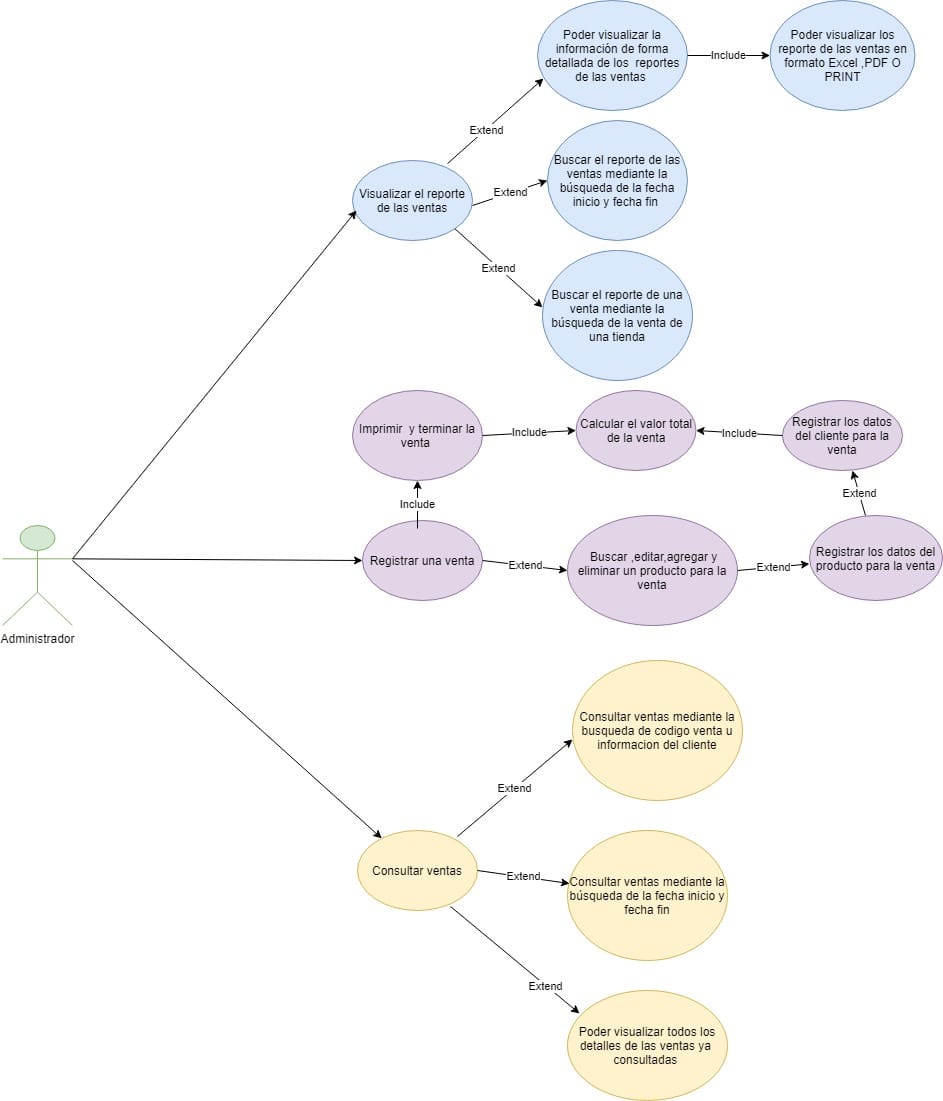 Poder visualizar la
información de forma
detallada de los  reportes
de las ventas
Include
Poder visualizar los
reporte de las ventas en
formato Excel ,PDF O
PRINT
Extend
Buscar el reporte de las
ventas mediante la
búsqueda de la fecha
inicio y fecha fin
Extend
Visualizar el reporte
de las ventas
Extend
Buscar el reporte de una
venta mediante la
búsqueda de la venta de
una tienda
Imprimir  y terminar la
venta
Include
Calcular el valor total
de la venta
Include
Registrar los datos
del cliente para la
venta
Include
Extend
Registrar una venta
Extend
Buscar ,editar,agregar y
eliminar un producto para la
venta
Extend
Registrar los datos del
producto para la venta
Administrador
Consultar ventas mediante la
busqueda de codigo venta u
informacion del cliente
Extend
Consultar ventas
Extend
Consultar ventas mediante la
búsqueda de la fecha inicio y
fecha fin
Extend
Poder visualizar todos los
detalles de las ventas ya
consultadas